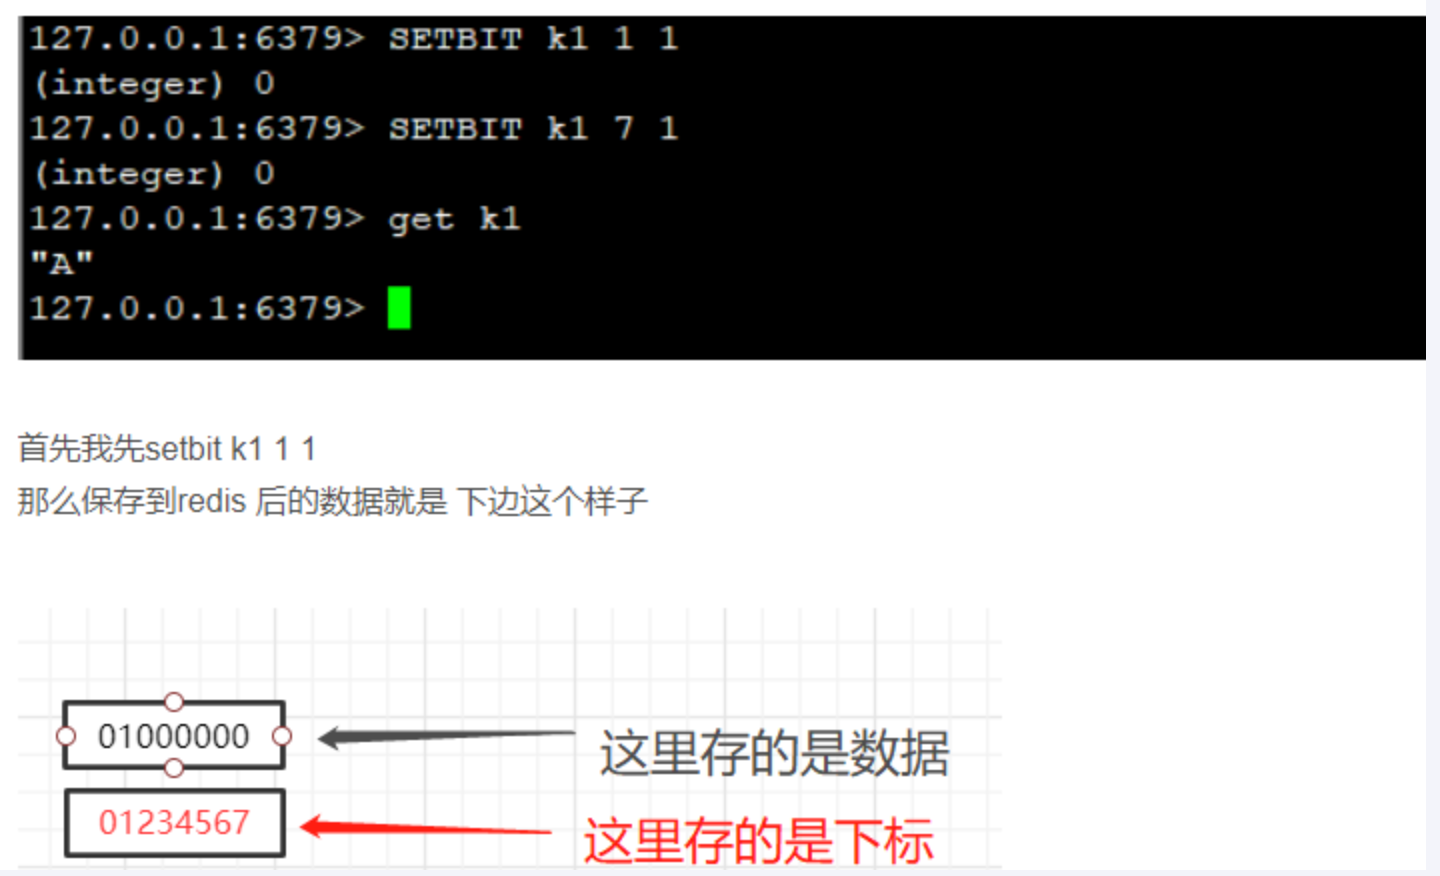 127.0.0.1:6379> SETBIT k1 1 1
(integer) 0
127.0.0.1:6379> SETBIT k1 7 1
(integer) 0
127.0.0.1:6379> get k1
"A"
127.0.0.1:6379>
首先我先setbit k1 1 1
那么保存到redis 后的数据就是 下边这个样子
01000000
这里存的是数据
01234567
这里存的是下标